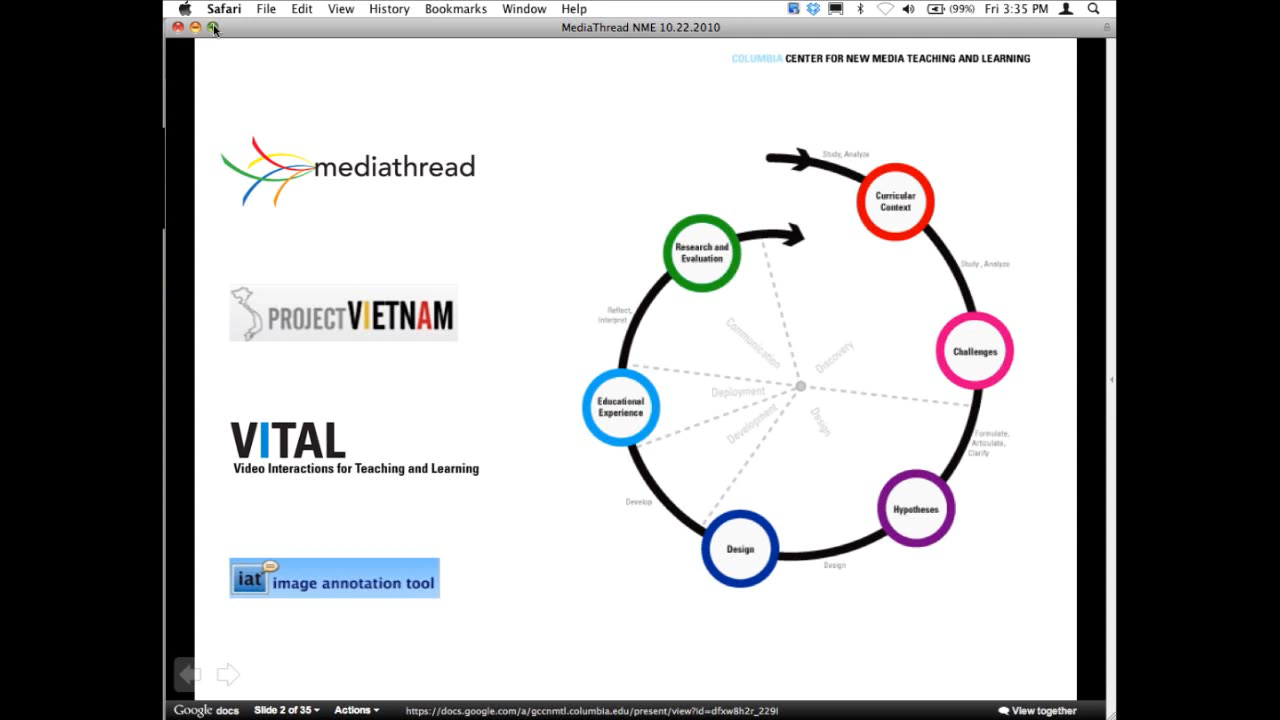 Safari File Edit View History Bookmarks Window Help (99%) Fri 3:35 PM
MediaThread NME 10.22.2010
COLUMBIA CENTER FOR NEW MEDIA TEACHING AND LEARNING
mediathread
PROJECTVIETNAM
VITAL
Video Interactions for Teaching and Learning
iat image annotation tool
Study, Analyze
Curricular
Context
Study , Analyze
Challenges
Formulate,
Articulate,
Clarify
Hypotheses
Design
Design
Develop
Educational
Experience
Reflect,
Interpret
Research and
Evaluation
Communication
Discovery
Deployment
Development
Design
Google docs Slide 2 of 35 Actions https://docs.google.com/a/gccnmtl.columbia.edu/present/view?id=dfxw8h2r_229l View together